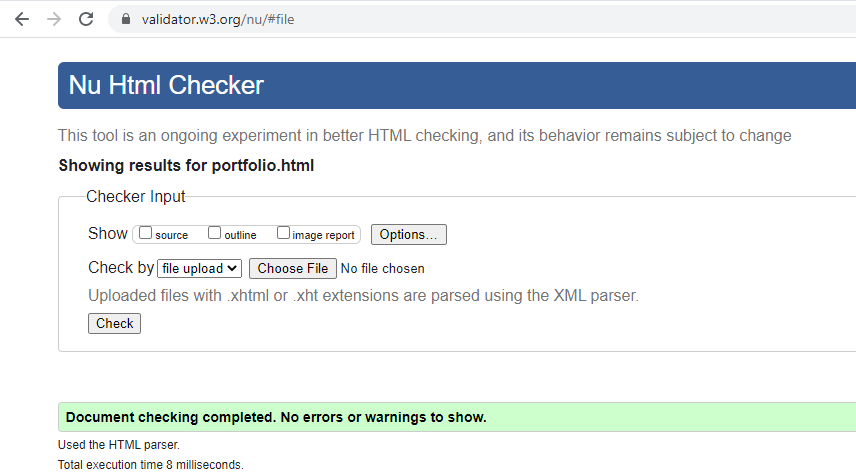 validator.w3.org/nu/#file
Nu Html Checker
This tool is an ongoing experiment in better HTML checking, and its behavior remains subject to change
Showing results for portfolio.html
Checker Input
Show source outline image report Options...
Check by file upload Choose File No file chosen
Uploaded files with .xhtml or .xht extensions are parsed using the XML parser.
Check
Document checking completed. No errors or warnings to show.
Used the HTML parser.
Total execution time 8 milliseconds.